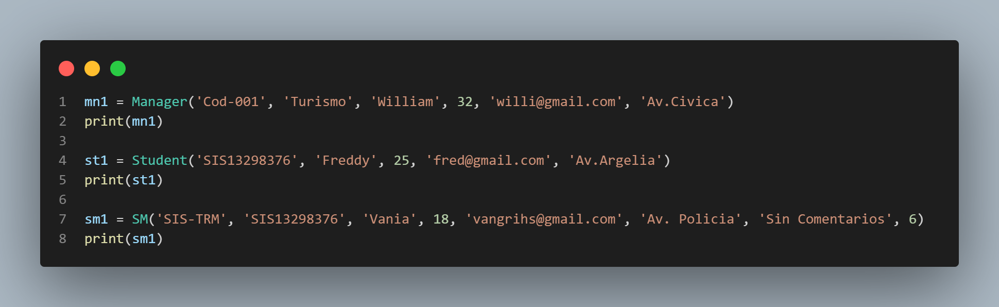 1 mn1 = Manager('Cod-001', 'Turismo', 'William', 32, 'willi@gmail.com', 'Av.Civica')
2 print(mn1)
3
4 st1 = Student('SIS13298376', 'Freddy', 25, 'fred@gmail.com', 'Av.Argelia')
5 print(st1)
6
7 sm1 = SM('SIS-TRM', 'SIS13298376', 'Vania', 18, 'vangrihs@gmail.com', 'Av. Policia', 'Sin Comentarios', 6)
8 print(sm1)